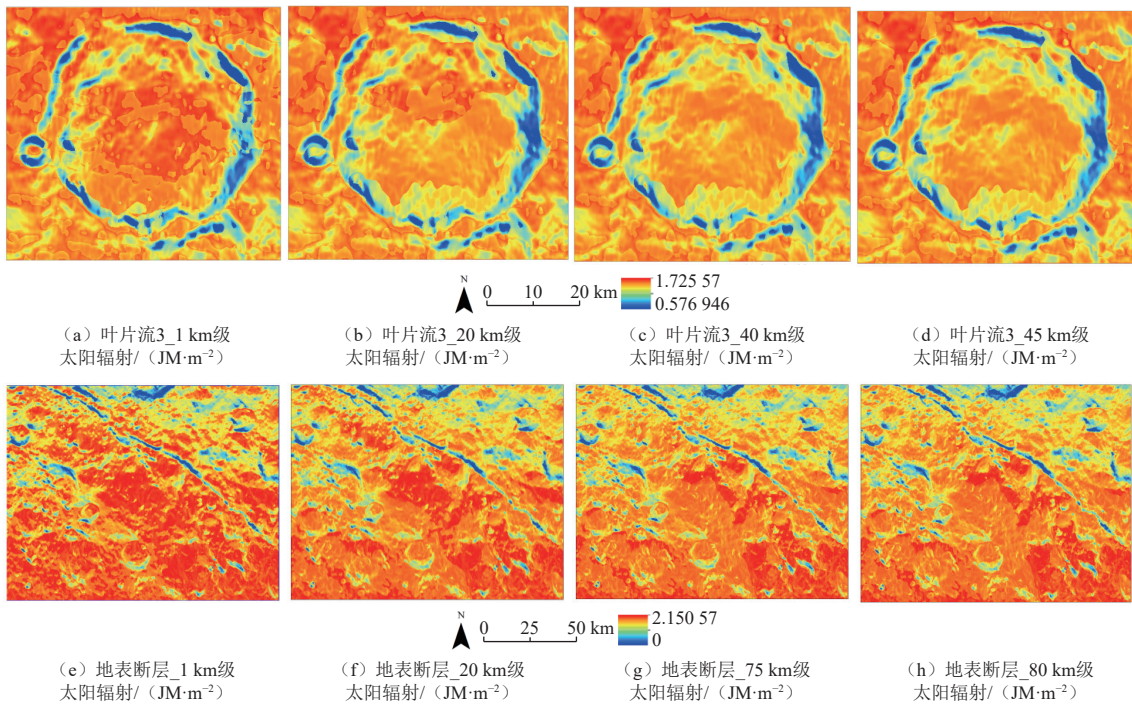 N
0 10 20 km
1.725 57
0.576 946
(a)叶片流3_1 km级
太阳辐射/(JM·m⁻²)
(b)叶片流3_20 km级
太阳辐射/(JM·m⁻²)
(c)叶片流3_40 km级
太阳辐射/(JM·m⁻²)
(d)叶片流3_45 km级
太阳辐射/(JM·m⁻²)
N
0 25 50 km
2.150 57
0
(e)地表断层_1 km级
太阳辐射/(JM·m⁻²)
(f)地表断层_20 km级
太阳辐射/(JM·m⁻²)
(g)地表断层_75 km级
太阳辐射/(JM·m⁻²)
(h)地表断层_80 km级
太阳辐射/(JM·m⁻²)